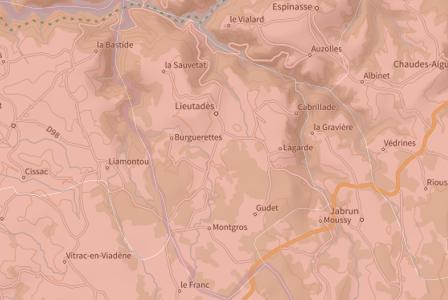 Espinasse
le Vialard
la Bastide
Auzolles
la Sauvetat
Chaudes-Aigu
Albinet
Lieutadès
Cabrillade
la Gravière
D98
Burguerettes
Védrines
Lagarde
Liamontou
Cissac
Rious
Gudet
Jabrun
Moussy
Montgros
Vitrac-en-Viadène
le Franc